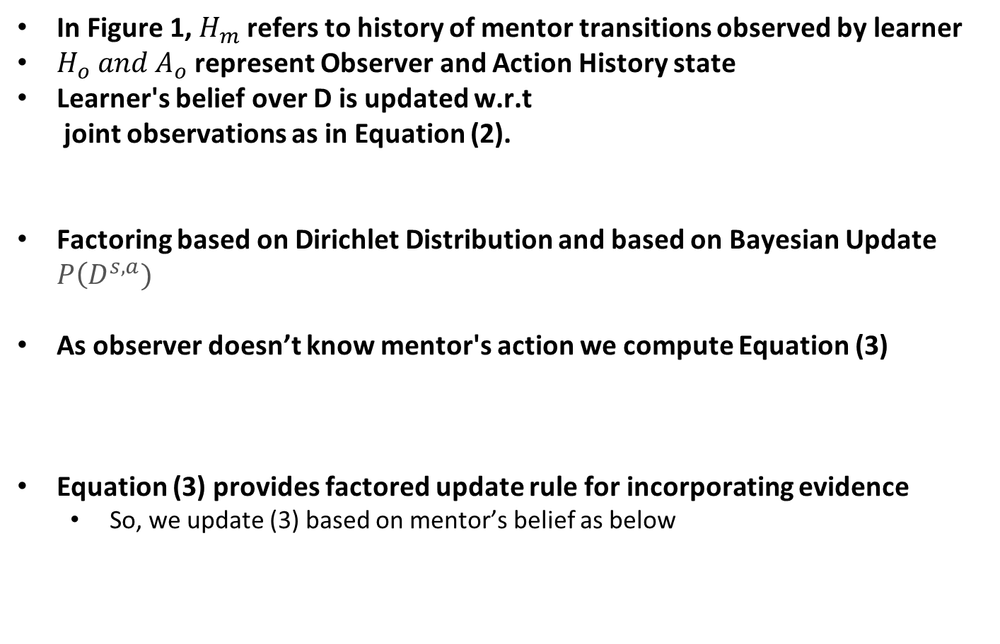 • In Figure 1, H_m refers to history of mentor transitions observed by learner
• H_o and A_o represent Observer and Action History state
• Learner's belief over D is updated w.r.t
joint observations as in Equation (2).
• Factoring based on Dirichlet Distribution and based on Bayesian Update
P(D^{s,a})
• As observer doesn’t know mentor's action we compute Equation (3)
• Equation (3) provides factored update rule for incorporating evidence
• So, we update (3) based on mentor’s belief as below